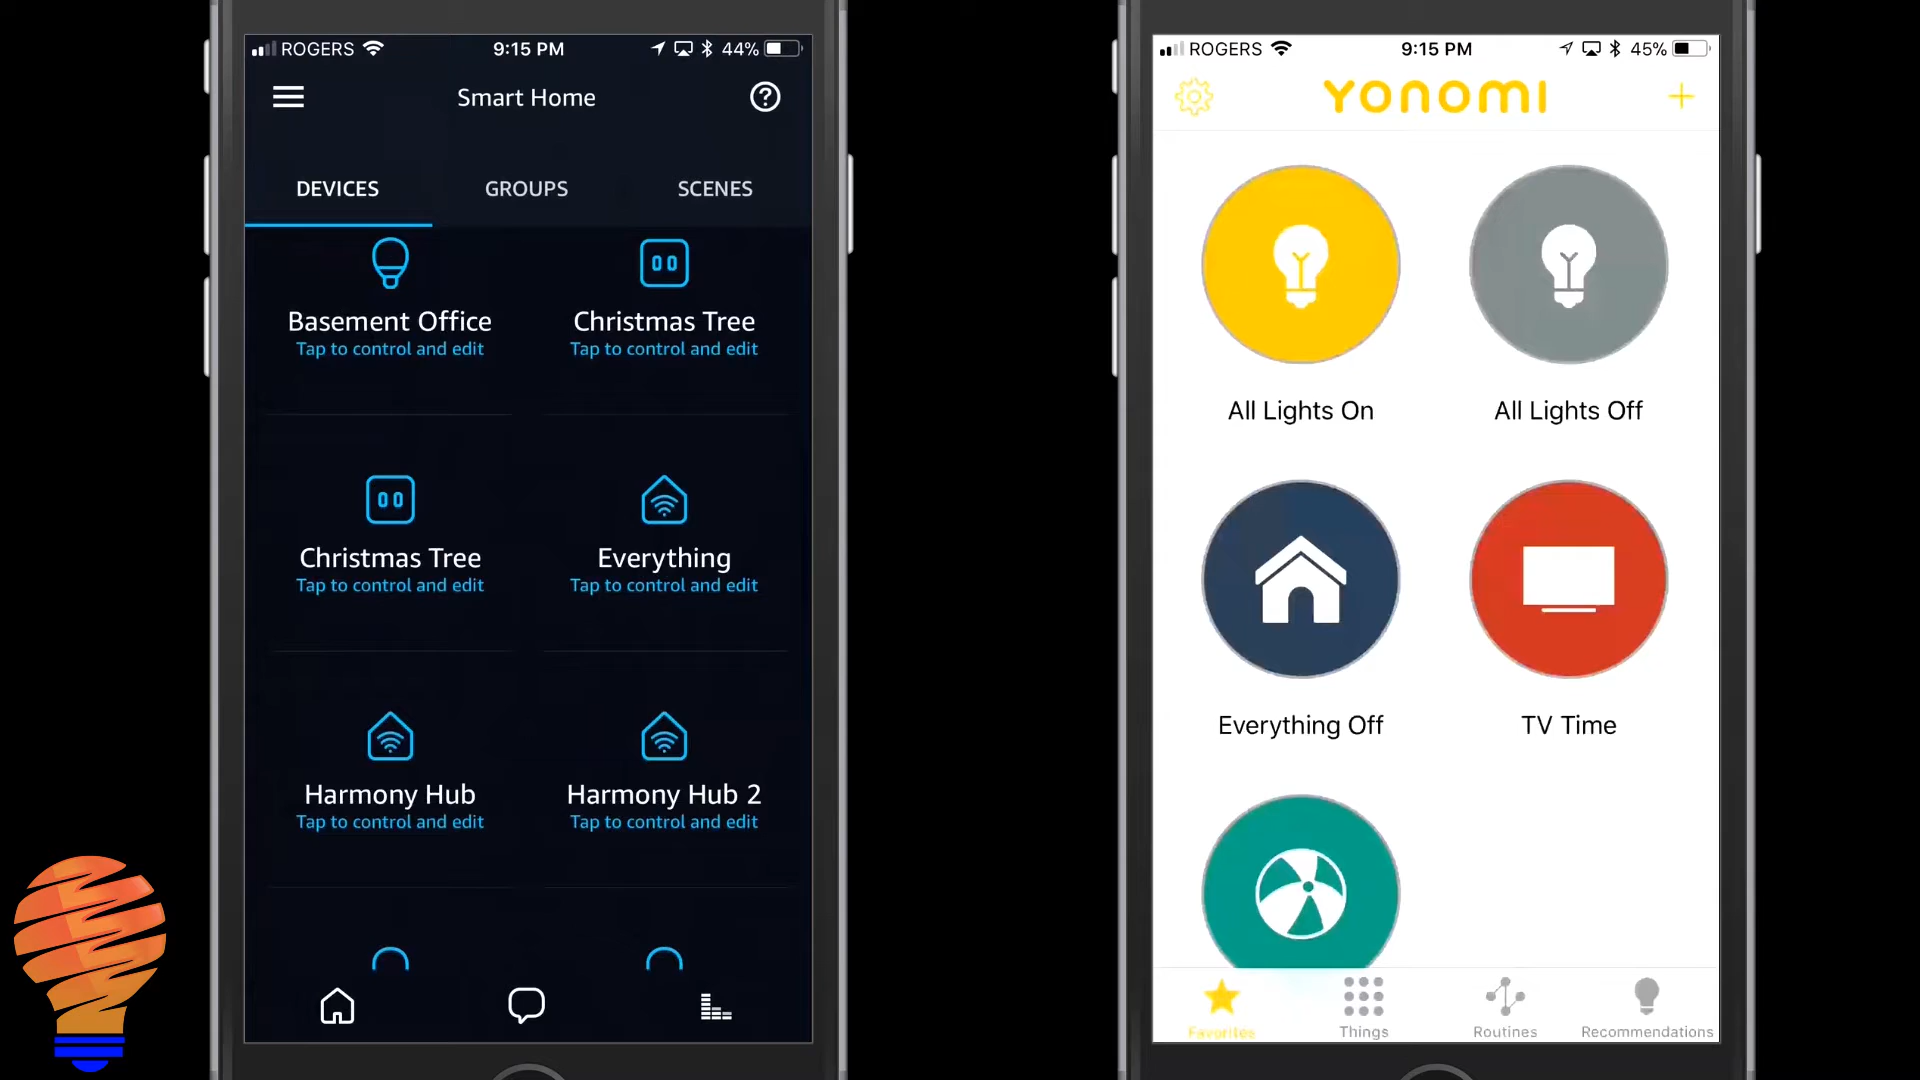 ROGERS 9:15 PM 44%
Smart Home
DEVICES GROUPS SCENES
Basement Office Christmas Tree
Tap to control and edit Tap to control and edit
Christmas Tree Everything
Tap to control and edit Tap to control and edit
Harmony Hub Harmony Hub 2
Tap to control and edit Tap to control and edit
ROGERS 9:15 PM 45%
YONOMI
All Lights On All Lights Off
Everything Off TV Time
Favorites Things Routines Recommendations